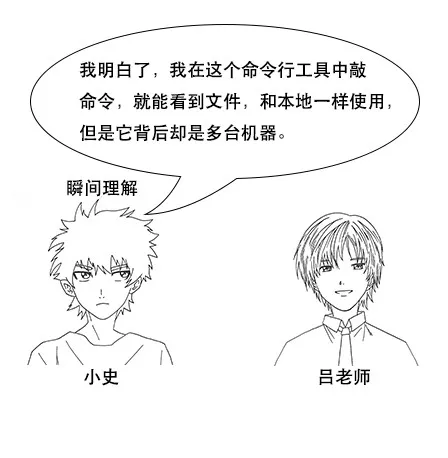 我明白了，我在这个命令行工具中敲
命令，就能看到文件，和本地一样使用，
但是它背后却是多台机器。
瞬间理解
小史
吕老师